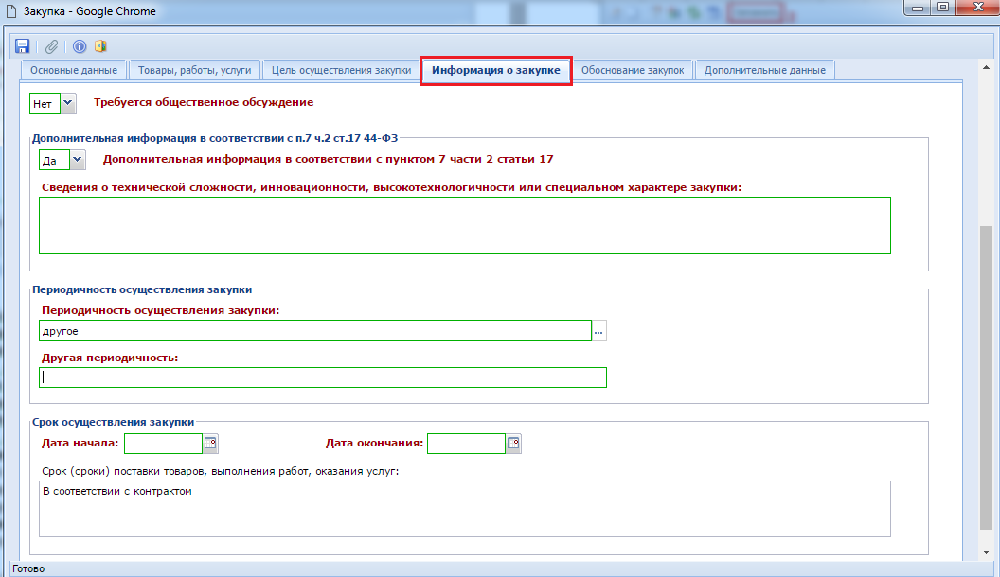 Закупка - Google Chrome
Основные данные
Товары, работы, услуги
Цель осуществления закупки
Информация о закупке
Обоснование закупок
Дополнительные данные
Нет
Требуется общественное обсуждение
Дополнительная информация в соответствии с п.7 ч.2 ст.17 44-ФЗ
Да
Дополнительная информация в соответствии с пунктом 7 части 2 статьи 17
Сведения о технической сложности, инновационности, высокотехнологичности или специальном характере закупки:
Периодичность осуществления закупки
Периодичность осуществления закупки:
другое
...
Другая периодичность:
Срок осуществления закупки
Дата начала:
Дата окончания:
Срок (сроки) поставки товаров, выполнения работ, оказания услуг:
В соответствии с контрактом
Готово